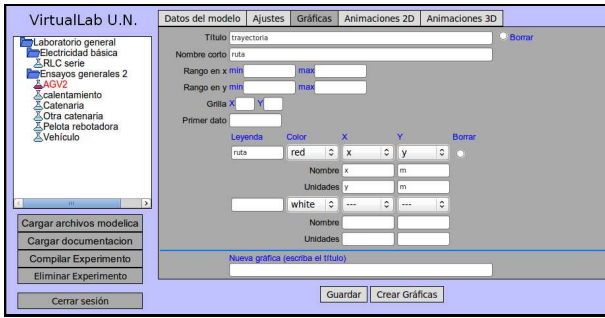 VirtualLab U.N.
Laboratorio general
Electricidad básica
RLC serie
Ensayos generales 2
AGV2
calentamiento
Catenaria
Otra catenaria
Pelota rebotadora
Vehículo
Cargar archivos modelica
Cargar documentacion
Compilar Experimento
Eliminar Experimento
Cerrar sesión
Datos del modelo Ajustes Gráficas Animaciones 2D Animaciones 3D
Título trayectoria Borrar
Nombre corto ruta
Rango en x min max
Rango en y min max
Grilla X Y
Primer dato
Leyenda Color X Y Borrar
ruta red x y
Nombre x m
Unidades y m
white --- ---
Nombre
Unidades
Nueva gráfica (escriba el título)
Guardar Crear Gráficas